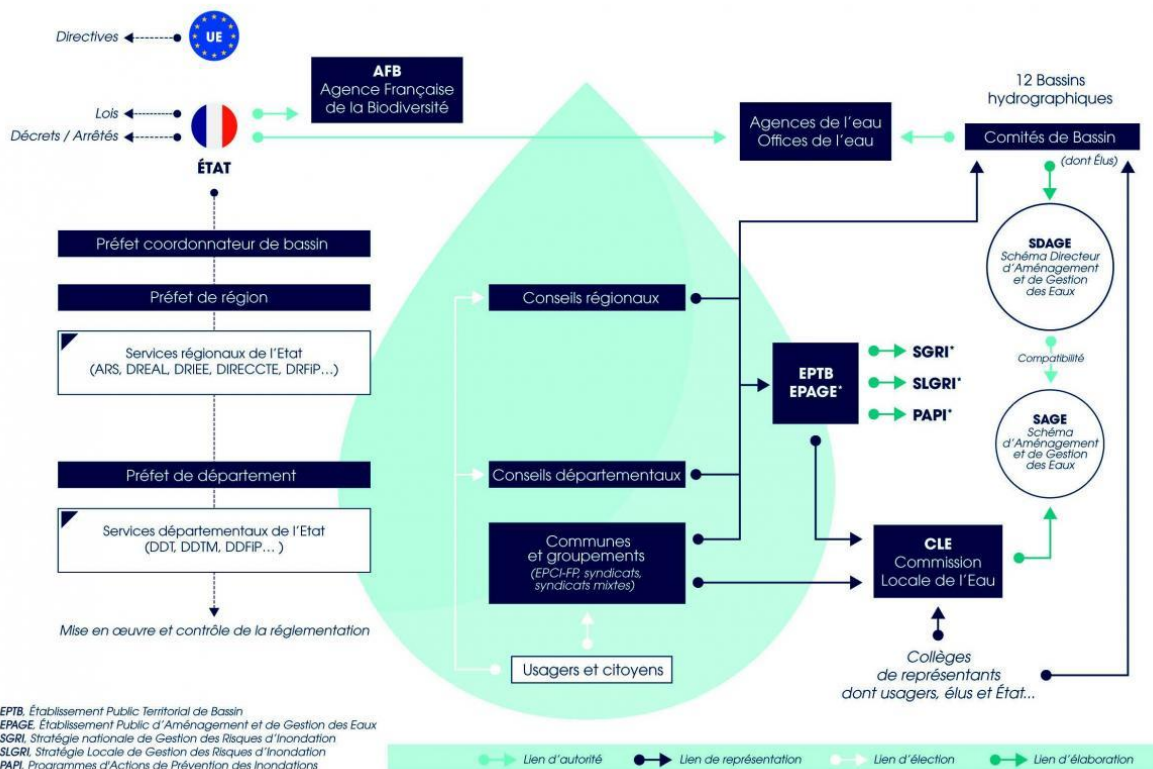 Directives
UE
Lois
Décrets / Arrêtés
ÉTAT
AFB
Agence Française
de la Biodiversité
Agences de l'eau
Offices de l'eau
12 Bassins
hydrographiques
Comités de Bassin
(dont Élus)
Préfet coordonnateur de bassin
Préfet de région
Services régionaux de l'Etat
(ARS, DREAL, DRIEE, DIRECCTE, DRFiP...)
Préfet de département
Services départementaux de l'Etat
(DDT, DDTM, DDFiP... )
Mise en œuvre et contrôle de la réglementation
Conseils régionaux
Conseils départementaux
Communes
et groupements
(EPCI-FP, syndicats,
syndicats mixtes)
Usagers et citoyens
EPTB
EPAGE*
SGRI*
SLGRI*
PAPI*
SDAGE
Schéma Directeur
d'Aménagement
et de Gestion
des Eaux
Compatibilité
SAGE
Schéma
d'Aménagement
et de Gestion
des Eaux
CLE
Commission
Locale de l'Eau
Collèges
de représentants
dont usagers, élus et État...
EPTB, Établissement Public Territorial de Bassin
EPAGE, Établissement Public d'Aménagement et de Gestion des Eaux
SGRI, Stratégie nationale de Gestion des Risques d'Inondation
SLGRI, Stratégie Locale de Gestion des Risques d'Inondation
PAPI, Programmes d'Actions de Prévention des Inondations
Lien d'autorité
Lien de représentation
Lien d'élection
Lien d'élaboration